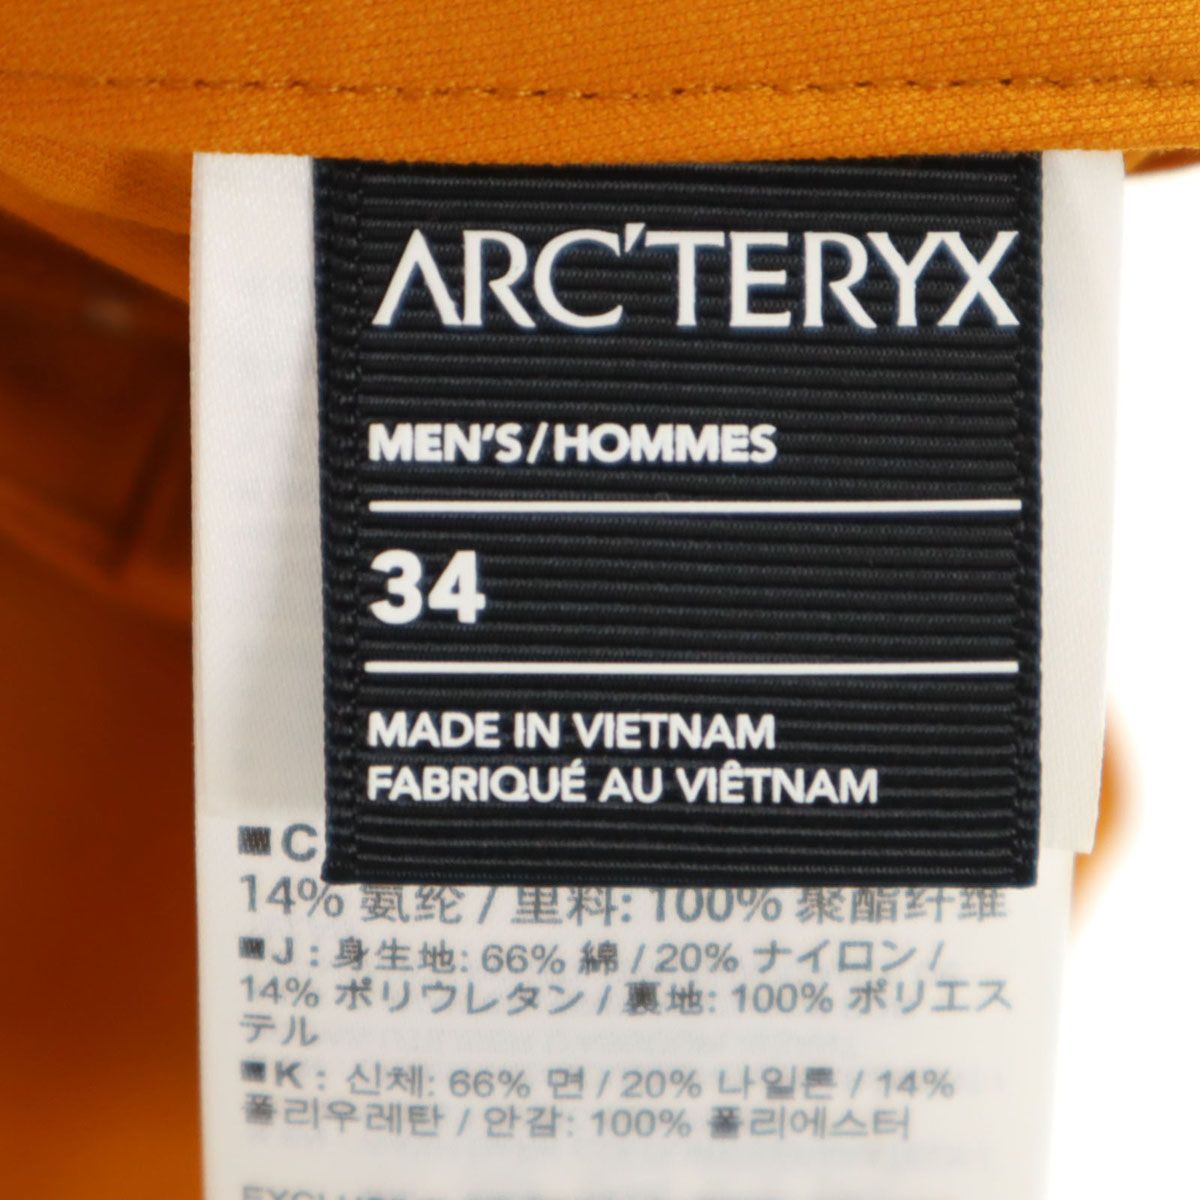 ARC'TERYX
MEN'S/HOMMES
34
MADE IN VIETNAM
FABRIQUÉ AU VIÊTNAM
■C
14% 氨纶 / 里料: 100% 聚酯纤维
■J : 身生地: 66% 綿 / 20% ナイロン /
14% ポリウレタン / 裏地: 100% ポリエス
テル
■K : 신체: 66% 면 / 20% 나일론 / 14%
폴리우레탄 / 안감: 100% 폴리에스터